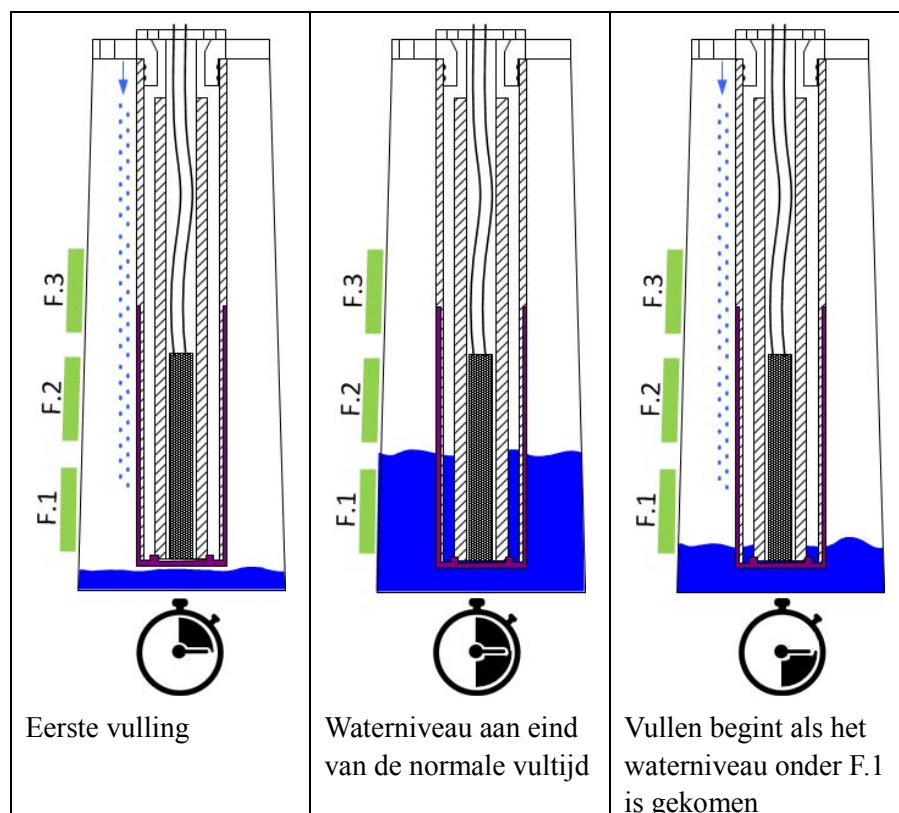 F.3
F.2
F.1
F.3
F.2
F.1
F.3
F.2
F.1
Eerste vulling
Waterniveau aan eind
van de normale vultijd
Vullen begint als het
waterniveau onder F.1
is gekomen